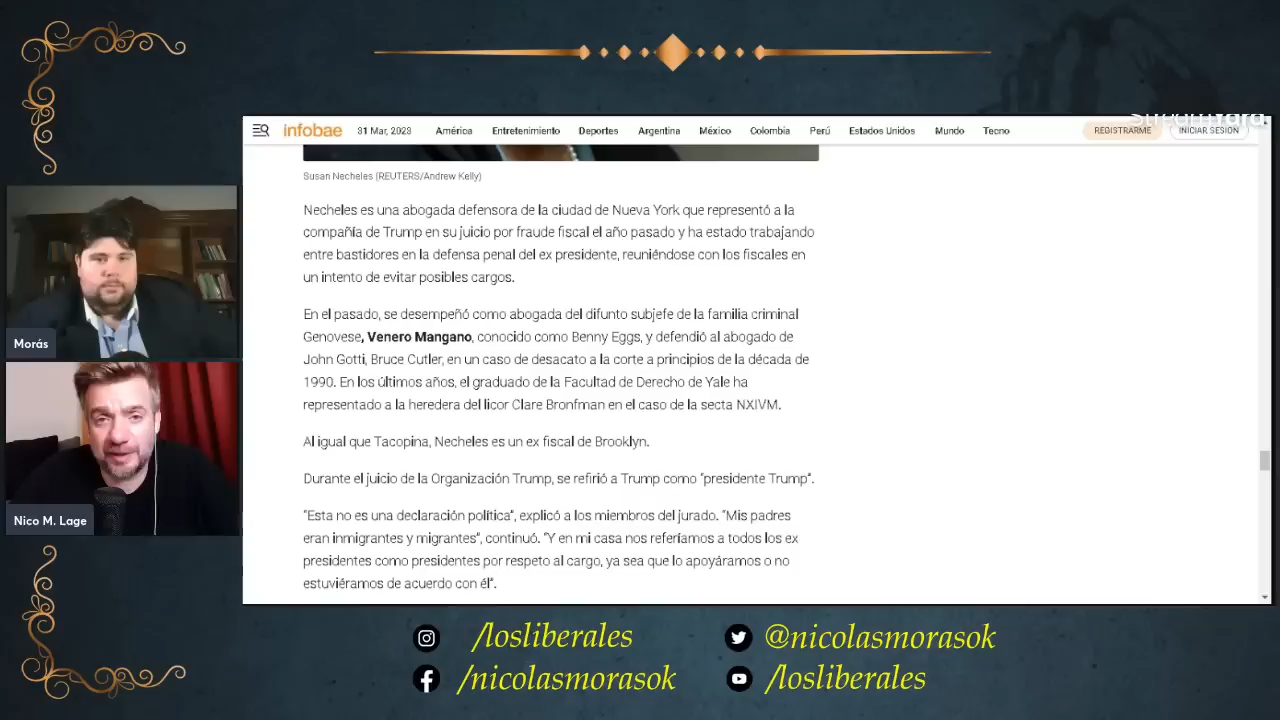 StreamYard
infobae 31 Mar, 2023 América Entretenimiento Deportes Argentina México Colombia Perú Estados Unidos Mundo Tecno REGISTRARME INICIAR SESIÓN
Susan Necheles (REUTERS/Andrew Kelly)
Necheles es una abogada defensora de la ciudad de Nueva York que representó a la
compañía de Trump en su juicio por fraude fiscal el año pasado y ha estado trabajando
entre bastidores en la defensa penal del ex presidente, reuniéndose con los fiscales en
un intento de evitar posibles cargos.
En el pasado, se desempeñó como abogada del difunto subjefe de la familia criminal
Genovese, Venero Mangano, conocido como Benny Eggs, y defendió al abogado de
John Gotti, Bruce Cutler, en un caso de desacato a la corte a principios de la década de
1990. En los últimos años, el graduado de la Facultad de Derecho de Yale ha
representado a la heredera del licor Clare Bronfman en el caso de la secta NXIVM.
Al igual que Tacopina, Necheles es un ex fiscal de Brooklyn.
Durante el juicio de la Organización Trump, se refirió a Trump como "presidente Trump".
"Esta no es una declaración política", explicó a los miembros del jurado. "Mis padres
eran inmigrantes y migrantes", continuó. "Y en mi casa nos referíamos a todos los ex
presidentes como presidentes por respeto al cargo, ya sea que lo apoyáramos o no
estuviéramos de acuerdo con él".
Morás
Nico M. Lage
/losliberales @nicolasmorasok
/nicolasmorasok /losliberales